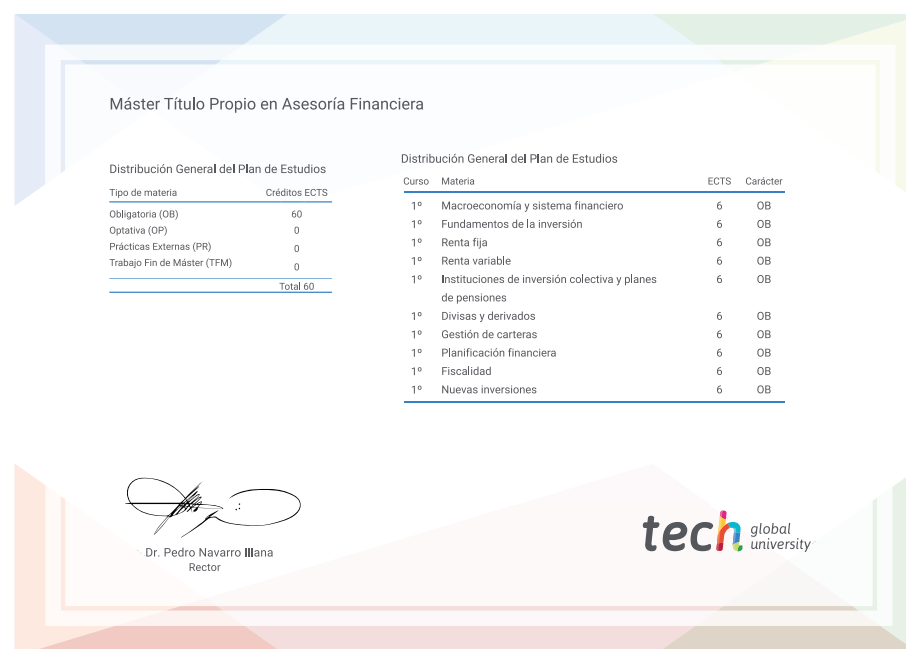 Máster Título Propio en Asesoría Financiera
Distribución General del Plan de Estudios
Tipo de materia Créditos ECTS
Obligatoria (OB) 60
Optativa (OP) 0
Prácticas Externas (PR) 0
Trabajo Fin de Máster (TFM) 0
Total 60
Distribución General del Plan de Estudios
Curso Materia ECTS Carácter
1º Macroeconomía y sistema financiero 6 OB
1º Fundamentos de la inversión 6 OB
1º Renta fija 6 OB
1º Renta variable 6 OB
1º Instituciones de inversión colectiva y planes 6 OB
de pensiones
1º Divisas y derivados 6 OB
1º Gestión de carteras 6 OB
1º Planificación financiera 6 OB
1º Fiscalidad 6 OB
1º Nuevas inversiones 6 OB
Dr. Pedro Navarro Illana
Rector
tech global
university